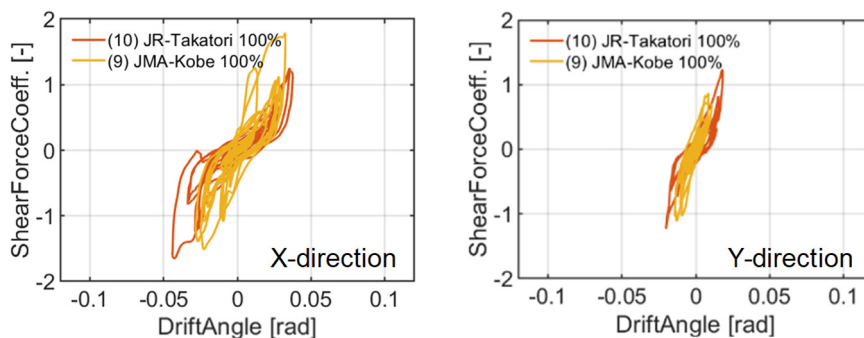 2
(10) JR-Takatori 100%
(9) JMA-Kobe 100%
1
0
-1
-2
ShearForceCoeff. [-]
X-direction
-0.1
-0.05
0
0.05
0.1
DriftAngle [rad]
2
(10) JR-Takatori 100%
(9) JMA-Kobe 100%
1
0
-1
-2
ShearForceCoeff. [-]
Y-direction
-0.1
-0.05
0
0.05
0.1
DriftAngle [rad]